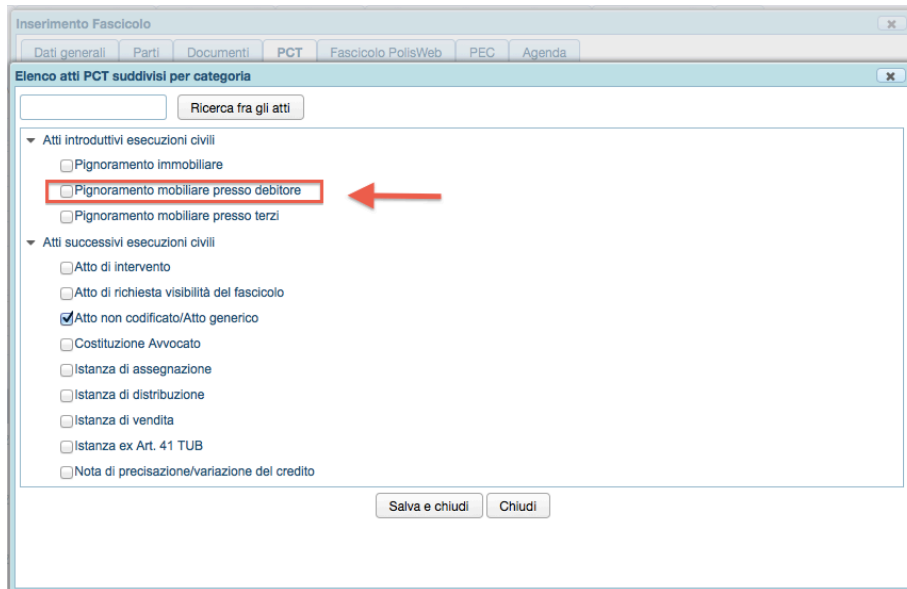 Inserimento Fascicolo
Dati generali Parti Documenti PCT Fascicolo PolisWeb PEC Agenda
Elenco atti PCT suddivisi per categoria
Ricerca fra gli atti
Atti introduttivi esecuzioni civili
Pignoramento immobiliare
Pignoramento mobiliare presso debitore
Pignoramento mobiliare presso terzi
Atti successivi esecuzioni civili
Atto di intervento
Atto di richiesta visibilità del fascicolo
Atto non codificato/Atto generico
Costituzione Avvocato
Istanza di assegnazione
Istanza di distribuzione
Istanza di vendita
Istanza ex Art. 41 TUB
Nota di precisazione/variazione del credito
Salva e chiudi Chiudi